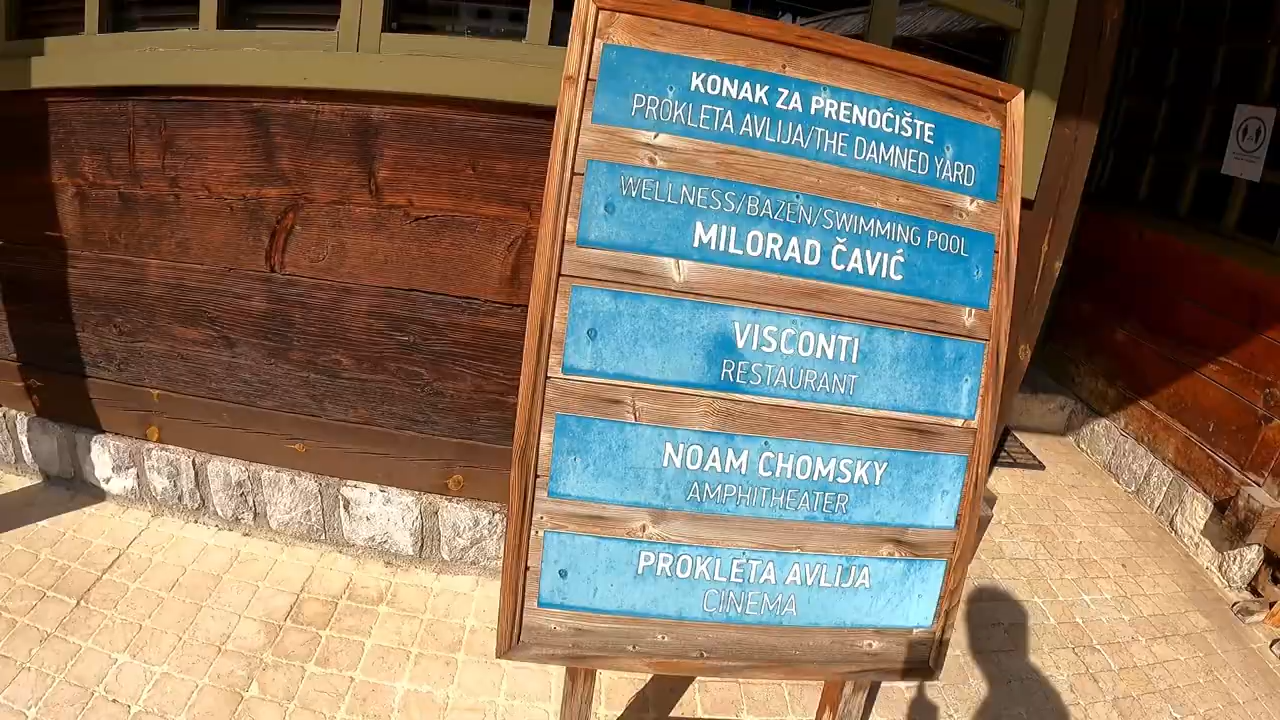 KONAK ZA PRENOĆIŠTE
PROKLETA AVLIJA/THE DAMNED YARD
WELLNESS/BAZEN/SWIMMING POOL
MILORAD ČAVIĆ
VISCONTI
RESTAURANT
NOAM CHOMSKY
AMPHITHEATER
PROKLETA AVLIJA
CINEMA